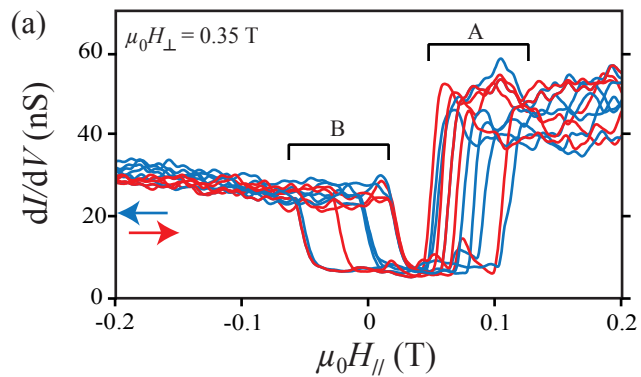 (a)
μ₀H⊥ = 0.35 T
A
B
dI/dV (nS)
60
40
20
0
-0.2
-0.1
0
0.1
0.2
μ₀H// (T)